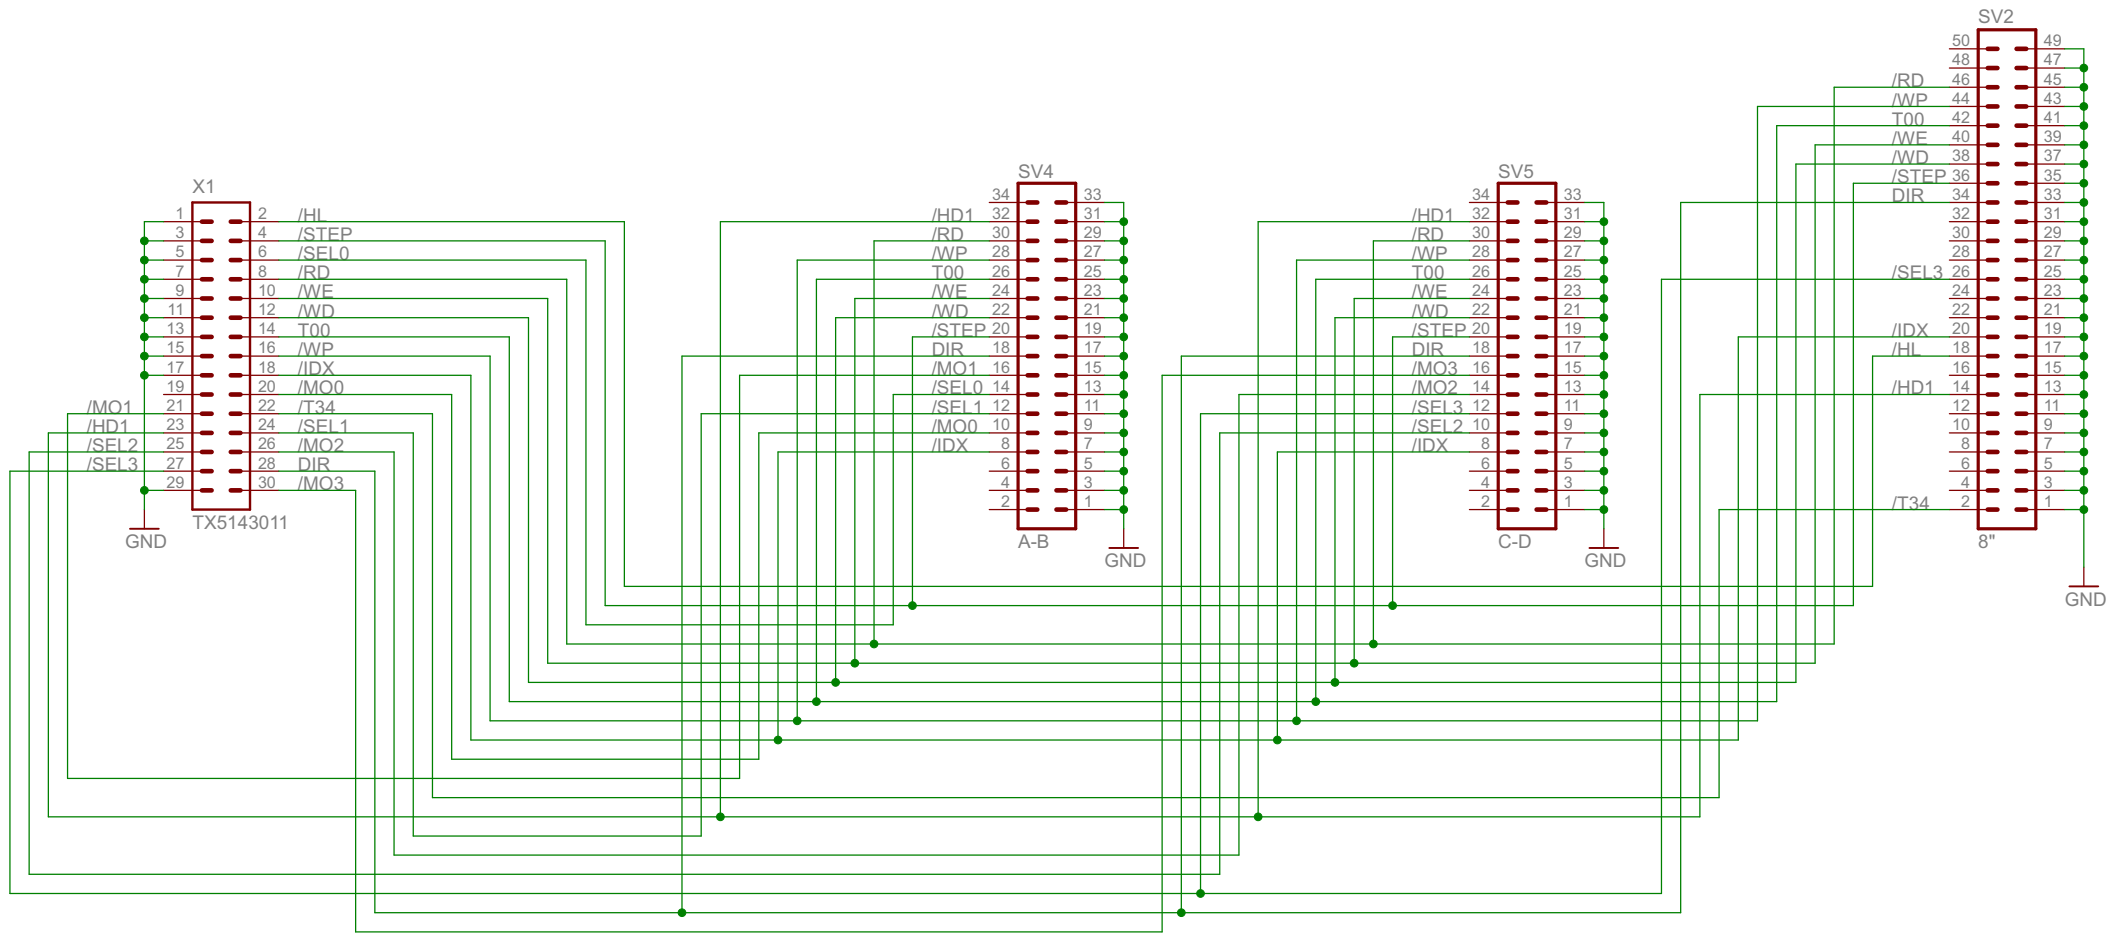 X1
1 2 /HL
3 4 /STEP
5 6 /SEL0
7 8 /RD
9 10 /WE
11 12 /WD
13 14 T00
15 16 /WP
17 18 /IDX
19 20 /MO0
/MO1 21 22 /T34
/HD1 23 24 /SEL1
/SEL2 25 26 /MO2
/SEL3 27 28 DIR
29 30 /MO3
TX5143011
GND
SV4
34 33
/HD1 32 31
/RD 30 29
/WP 28 27
T00 26 25
/WE 24 23
/WD 22 21
/STEP 20 19
DIR 18 17
/MO1 16 15
/SEL0 14 13
/SEL1 12 11
/MO0 10 9
/IDX 8 7
6 5
4 3
2 1
A-B
GND
SV5
34 33
/HD1 32 31
/RD 30 29
/WP 28 27
T00 26 25
/WE 24 23
/WD 22 21
/STEP 20 19
DIR 18 17
/MO3 16 15
/MO2 14 13
/SEL3 12 11
/SEL2 10 9
/IDX 8 7
6 5
4 3
2 1
C-D
GND
SV2
50 49
48 47
/RD 46 45
/WP 44 43
T00 42 41
/WE 40 39
/WD 38 37
/STEP 36 35
DIR 34 33
32 31
30 29
28 27
/SEL3 26 25
24 23
22 21
/IDX 20 19
/HL 18 17
16 15
/HD1 14 13
12 11
10 9
8 7
6 5
4 3
/T34 2 1
8"
GND